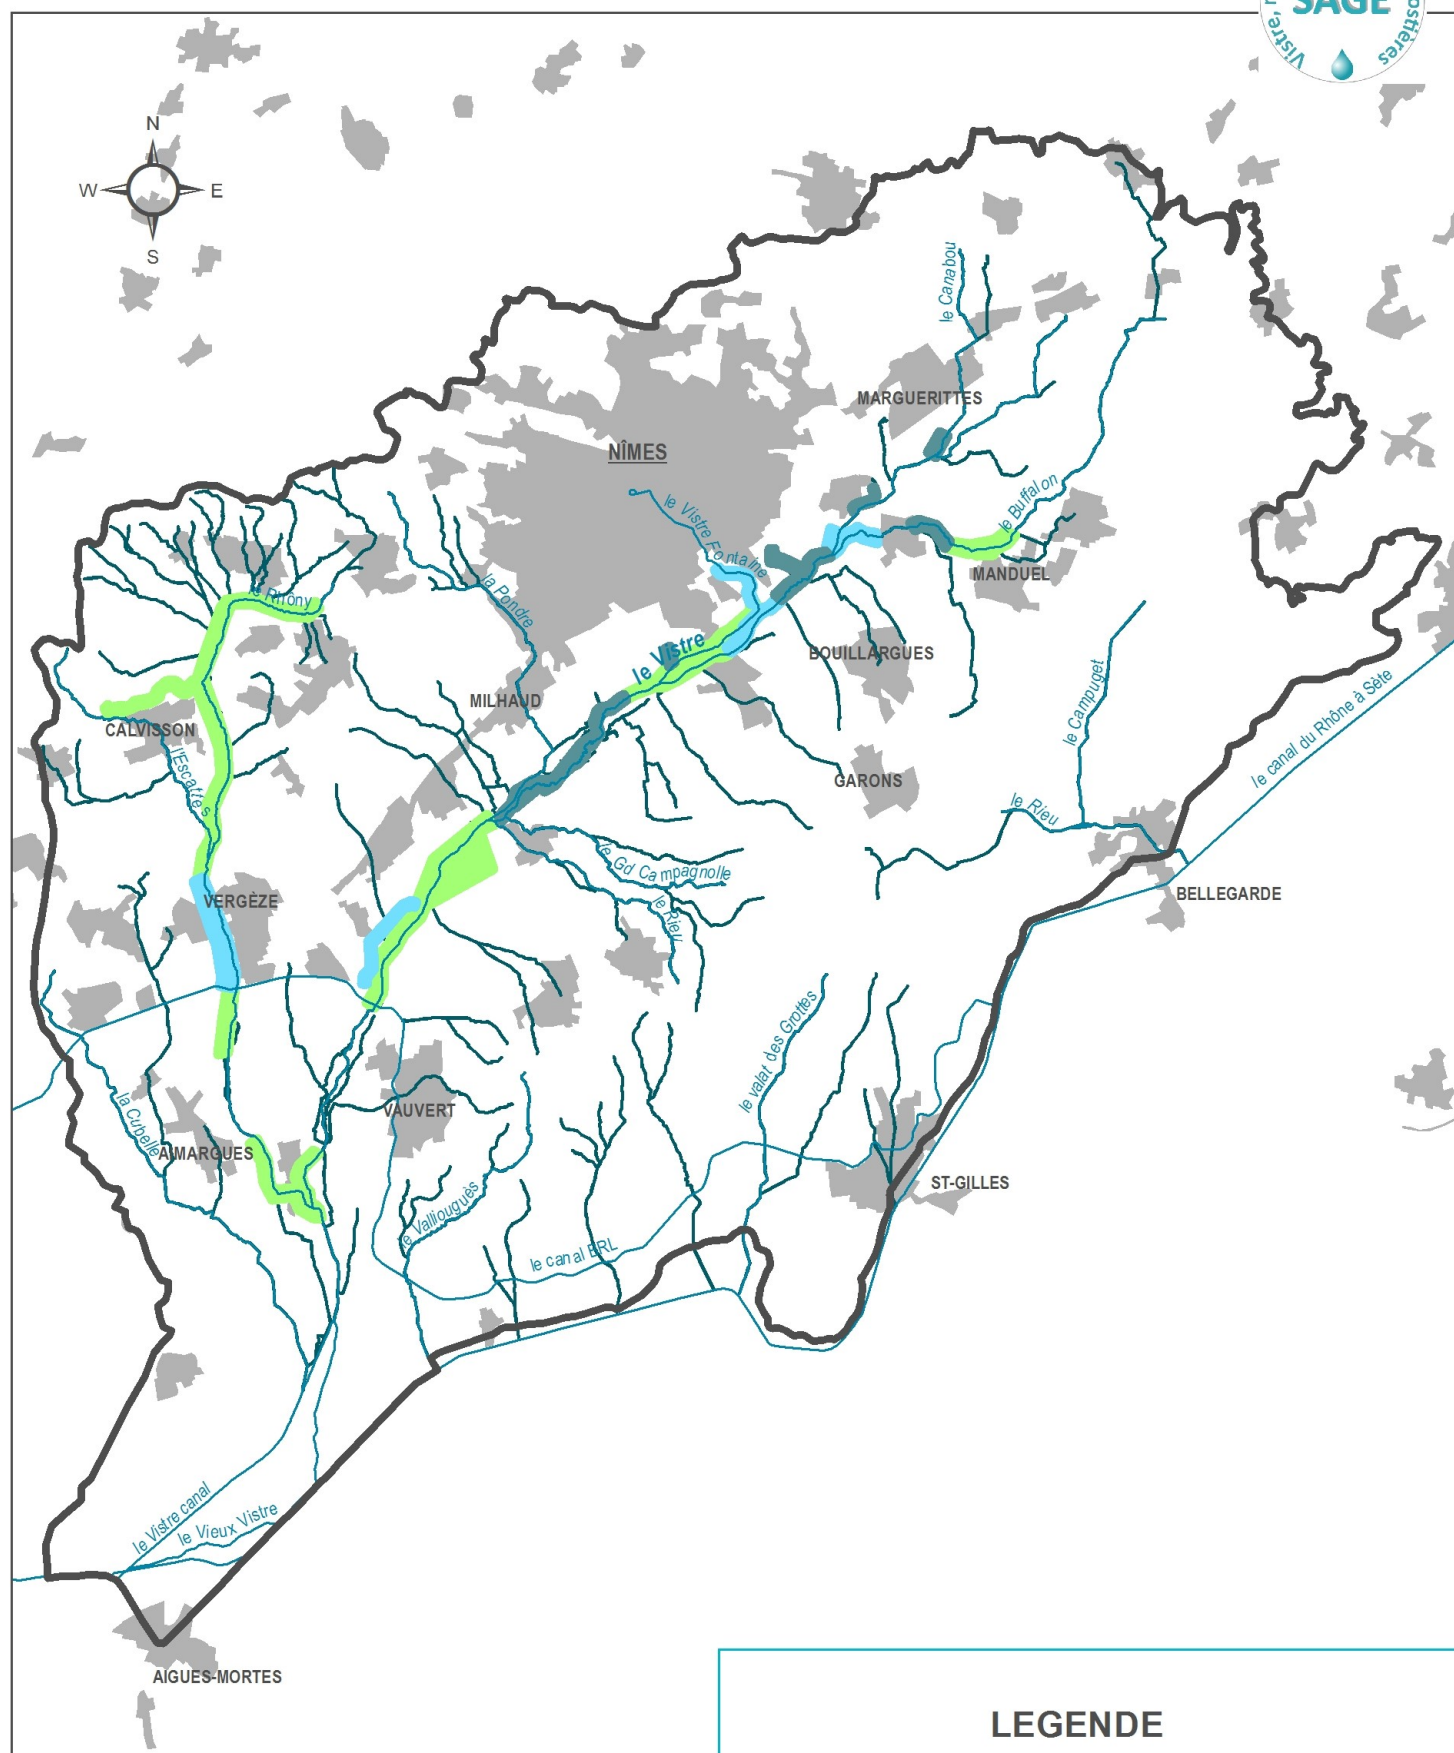 SAGE
Vistre,
ostières
N
W
E
S
le Canabou
MARGUERITTES
NÎMES
le Vistre Fontaine
le Buffalon
MANDUEL
le Rhôny
la Pondre
le Vistre
BOUILLARGUES
MILHAUD
CALVISSON
l'Escattes
le Campuget
le canal du Rhône à Sète
GARONS
le Rieu
le Gd Campagnolle
VERGÈZE
le Rieu
BELLEGARDE
le valat des Grottes
la Cubelle
VAUVERT
AIMARGUES
ST-GILLES
le Valliouguès
le canal BRL
le Vistre canal
le Vieux Vistre
AIGUES-MORTES
LEGENDE